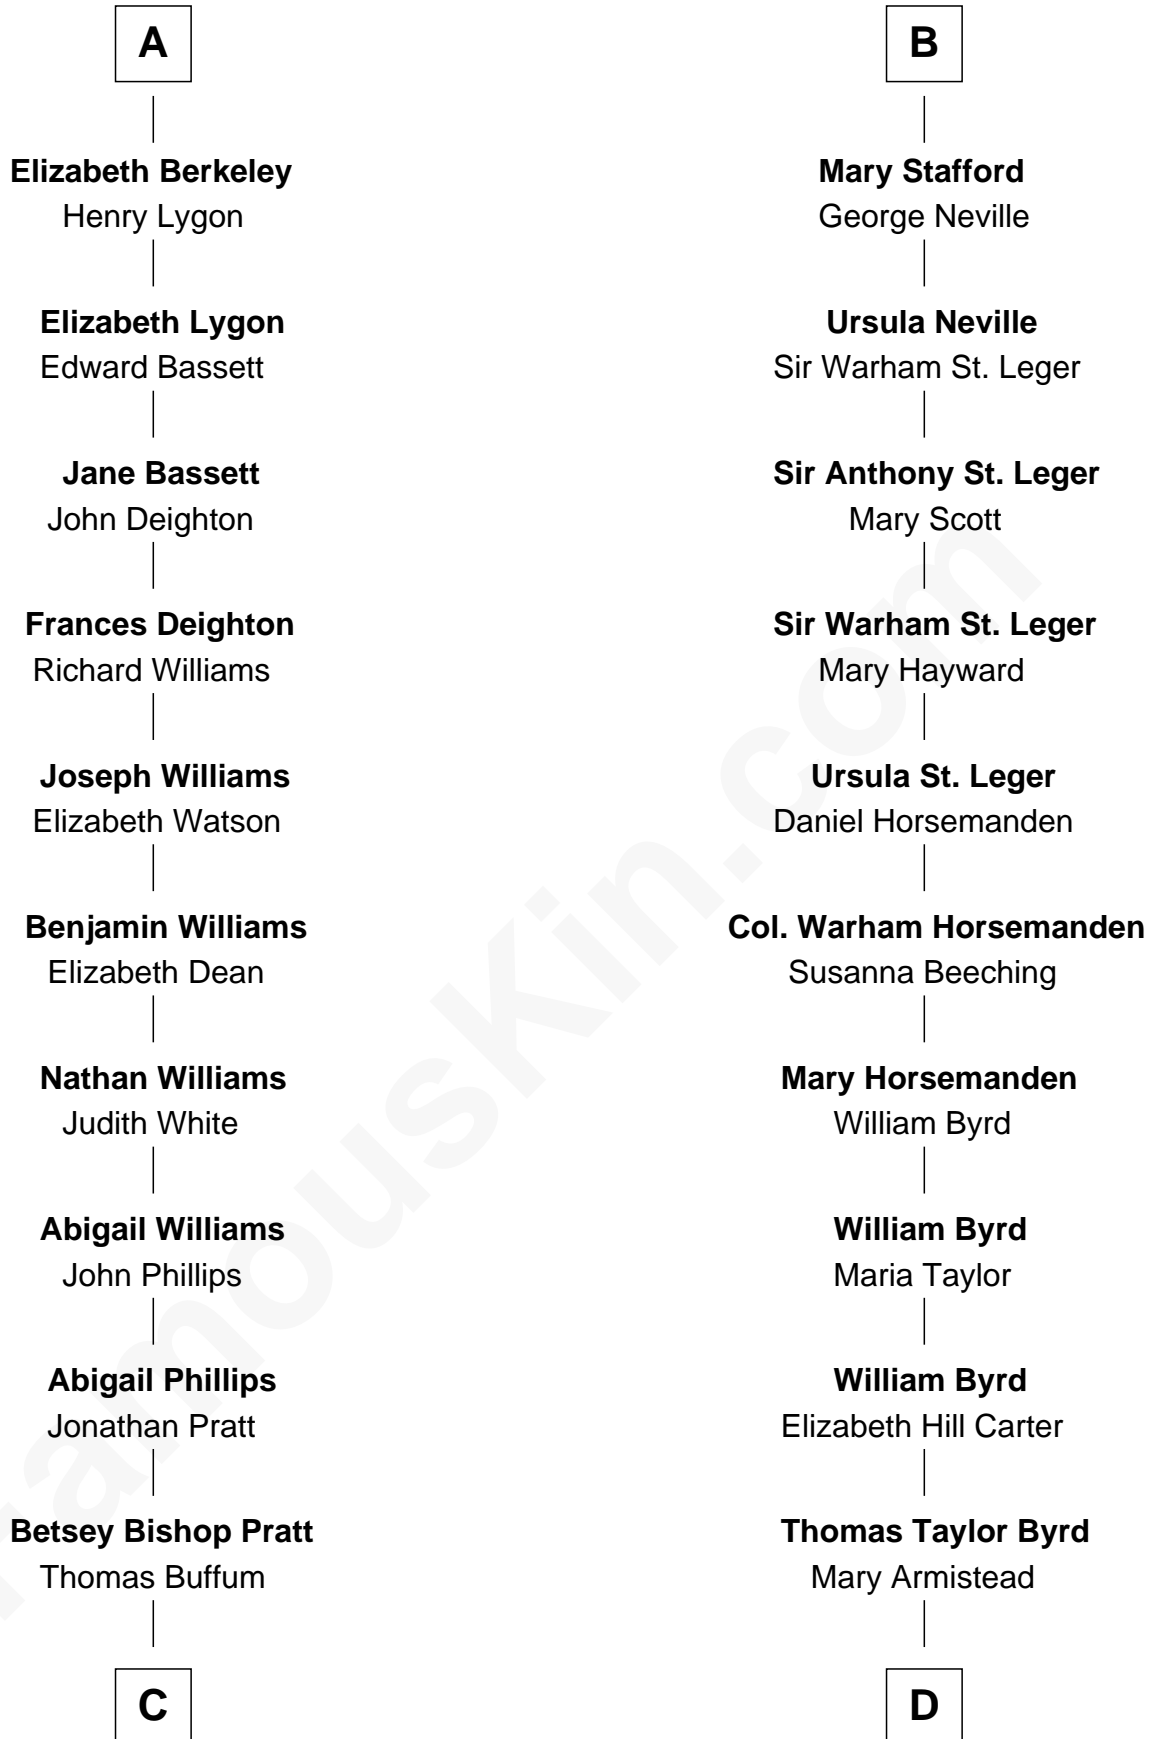 A
B
Elizabeth Berkeley
Henry Lygon
Mary Stafford
George Neville
Elizabeth Lygon
Edward Bassett
Ursula Neville
Sir Warham St. Leger
Jane Bassett
John Deighton
Sir Anthony St. Leger
Mary Scott
Frances Deighton
Richard Williams
Sir Warham St. Leger
Mary Hayward
Joseph Williams
Elizabeth Watson
Ursula St. Leger
Daniel Horsemanden
Benjamin Williams
Elizabeth Dean
Col. Warham Horsemanden
Susanna Beeching
Nathan Williams
Judith White
Mary Horsemanden
William Byrd
Abigail Williams
John Phillips
William Byrd
Maria Taylor
Abigail Phillips
Jonathan Pratt
William Byrd
Elizabeth Hill Carter
Betsey Bishop Pratt
Thomas Buffum
Thomas Taylor Byrd
Mary Armistead
C
D
FamousKin.com